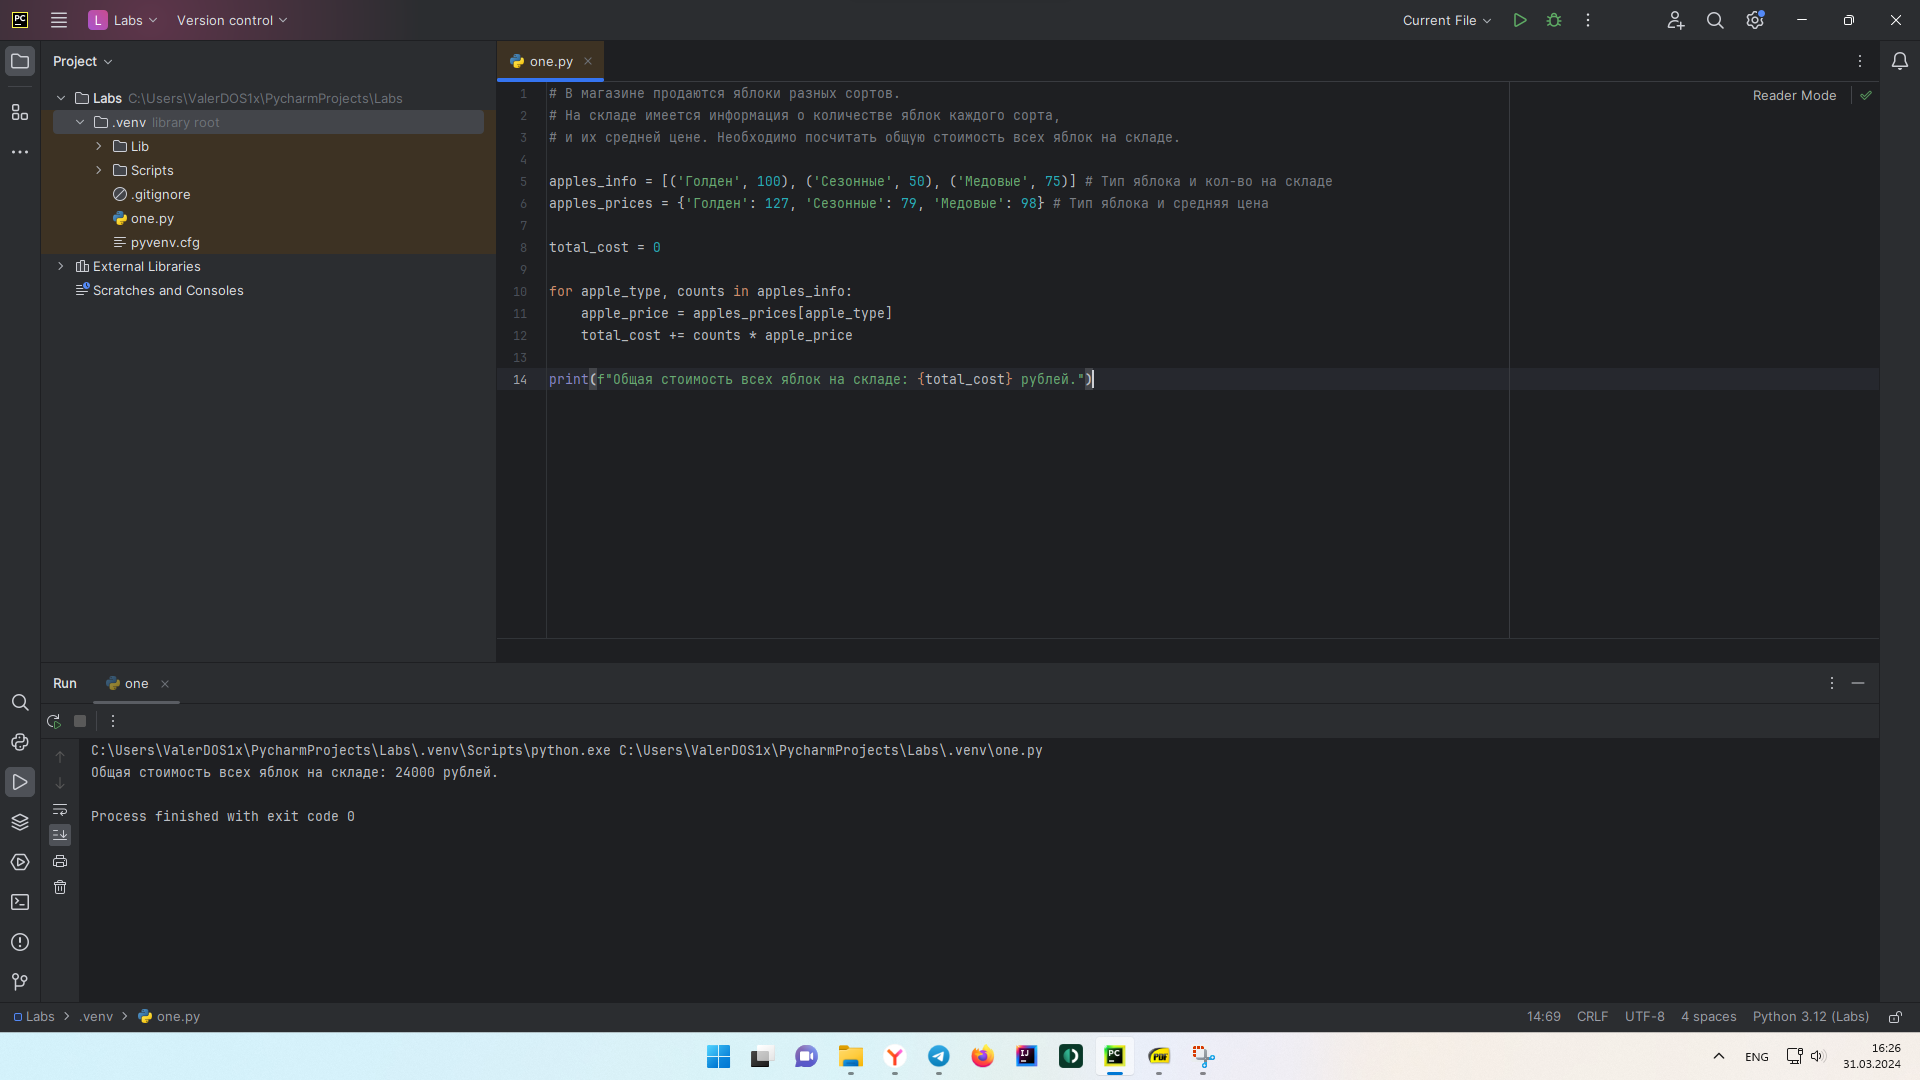 PC
L Labs
Version control
Current File
Project
one.py
Labs C:\Users\ValerDOS1x\PycharmProjects\Labs
.venv library root
Lib
Scripts
.gitignore
one.py
pyvenv.cfg
External Libraries
Scratches and Consoles
Reader Mode
1 # В магазине продаются яблоки разных сортов.
2 # На складе имеется информация о количестве яблок каждого сорта,
3 # и их средней цене. Необходимо посчитать общую стоимость всех яблок на складе.
4
5 apples_info = [('Голден', 100), ('Сезонные', 50), ('Медовые', 75)] # Тип яблока и кол-во на складе
6 apples_prices = {'Голден': 127, 'Сезонные': 79, 'Медовые': 98} # Тип яблока и средняя цена
7
8 total_cost = 0
9
10 for apple_type, counts in apples_info:
11     apple_price = apples_prices[apple_type]
12     total_cost += counts * apple_price
13
14 print(f"Общая стоимость всех яблок на складе: {total_cost} рублей.")
Run
one
C:\Users\ValerDOS1x\PycharmProjects\Labs\.venv\Scripts\python.exe C:\Users\ValerDOS1x\PycharmProjects\Labs\.venv\one.py
Общая стоимость всех яблок на складе: 24000 рублей.
Process finished with exit code 0
Labs > .venv > one.py
14:69 CRLF UTF-8 4 spaces Python 3.12 (Labs)
IJ
PC
PDF
ENG
16:26
31.03.2024